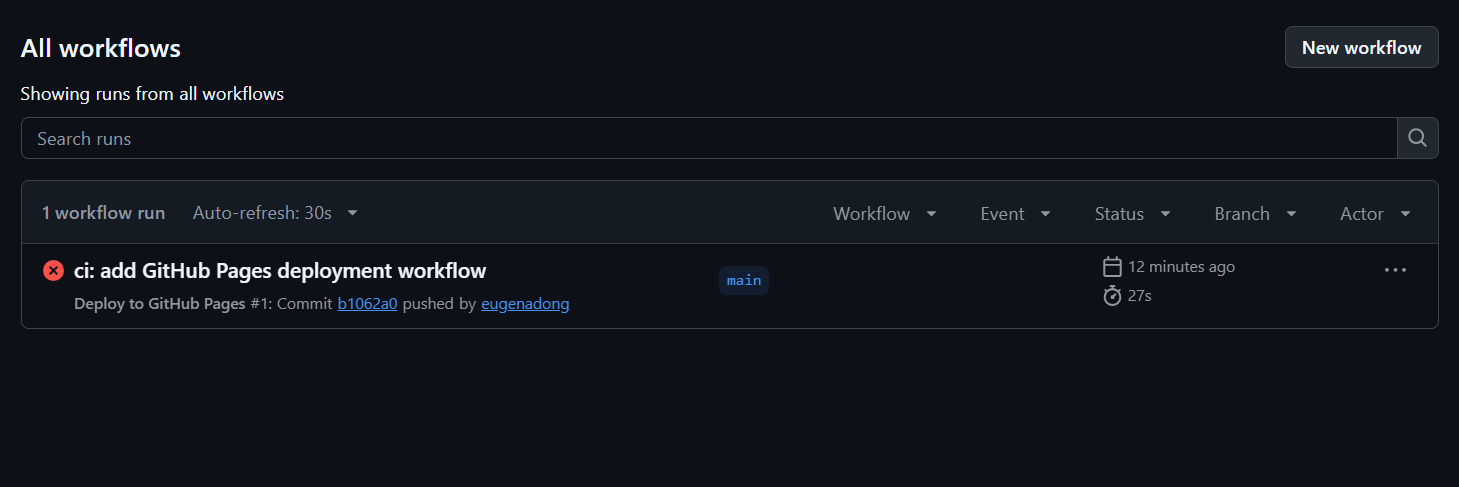 All workflows
New workflow
Showing runs from all workflows
Search runs
1 workflow run Auto-refresh: 30s Workflow Event Status Branch Actor
ci: add GitHub Pages deployment workflow
Deploy to GitHub Pages #1: Commit b1062a0 pushed by eugenadong
main
12 minutes ago
27s